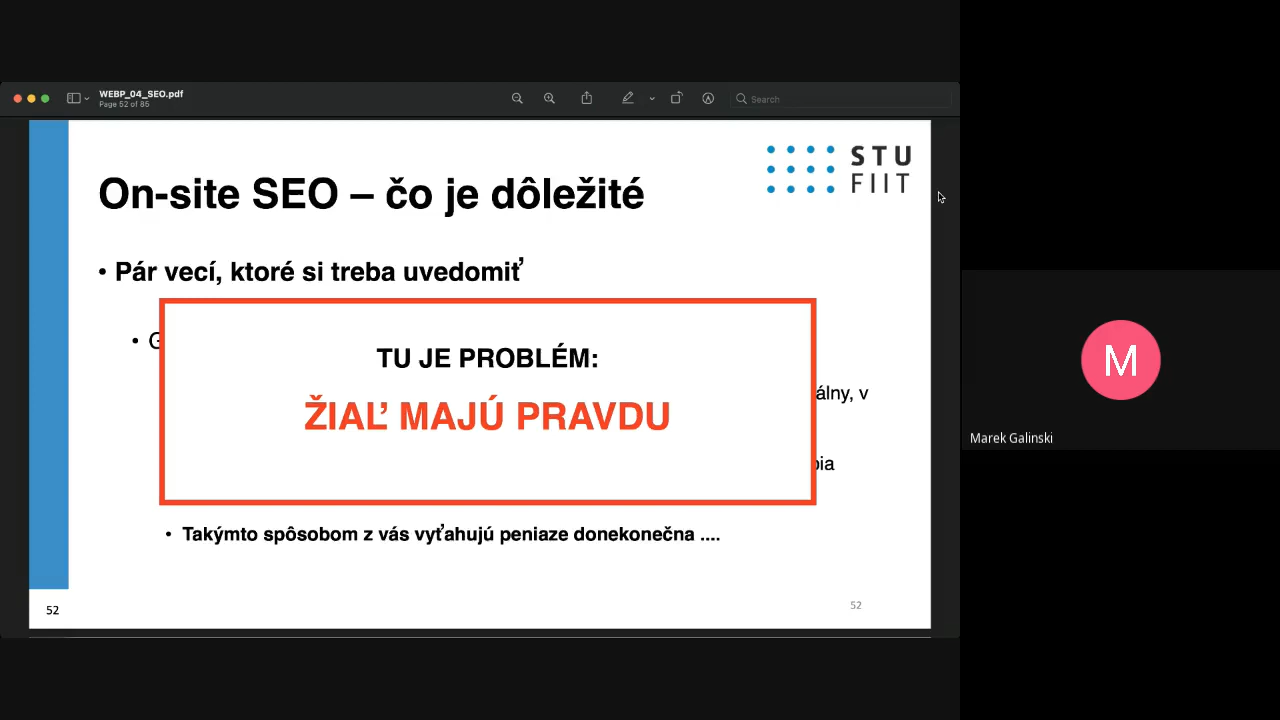 WEBP_04_SEO.pdf
Page 52 of 85
Search
STU
FIIT
On-site SEO – čo je dôležité
• Pár vecí, ktoré si treba uvedomiť
TU JE PROBLÉM:
ŽIAĽ MAJÚ PRAVDU
álny, v
• Takýmto spôsobom z vás vyťahujú peniaze donekonečna ....
52
52
M
Marek Galinski